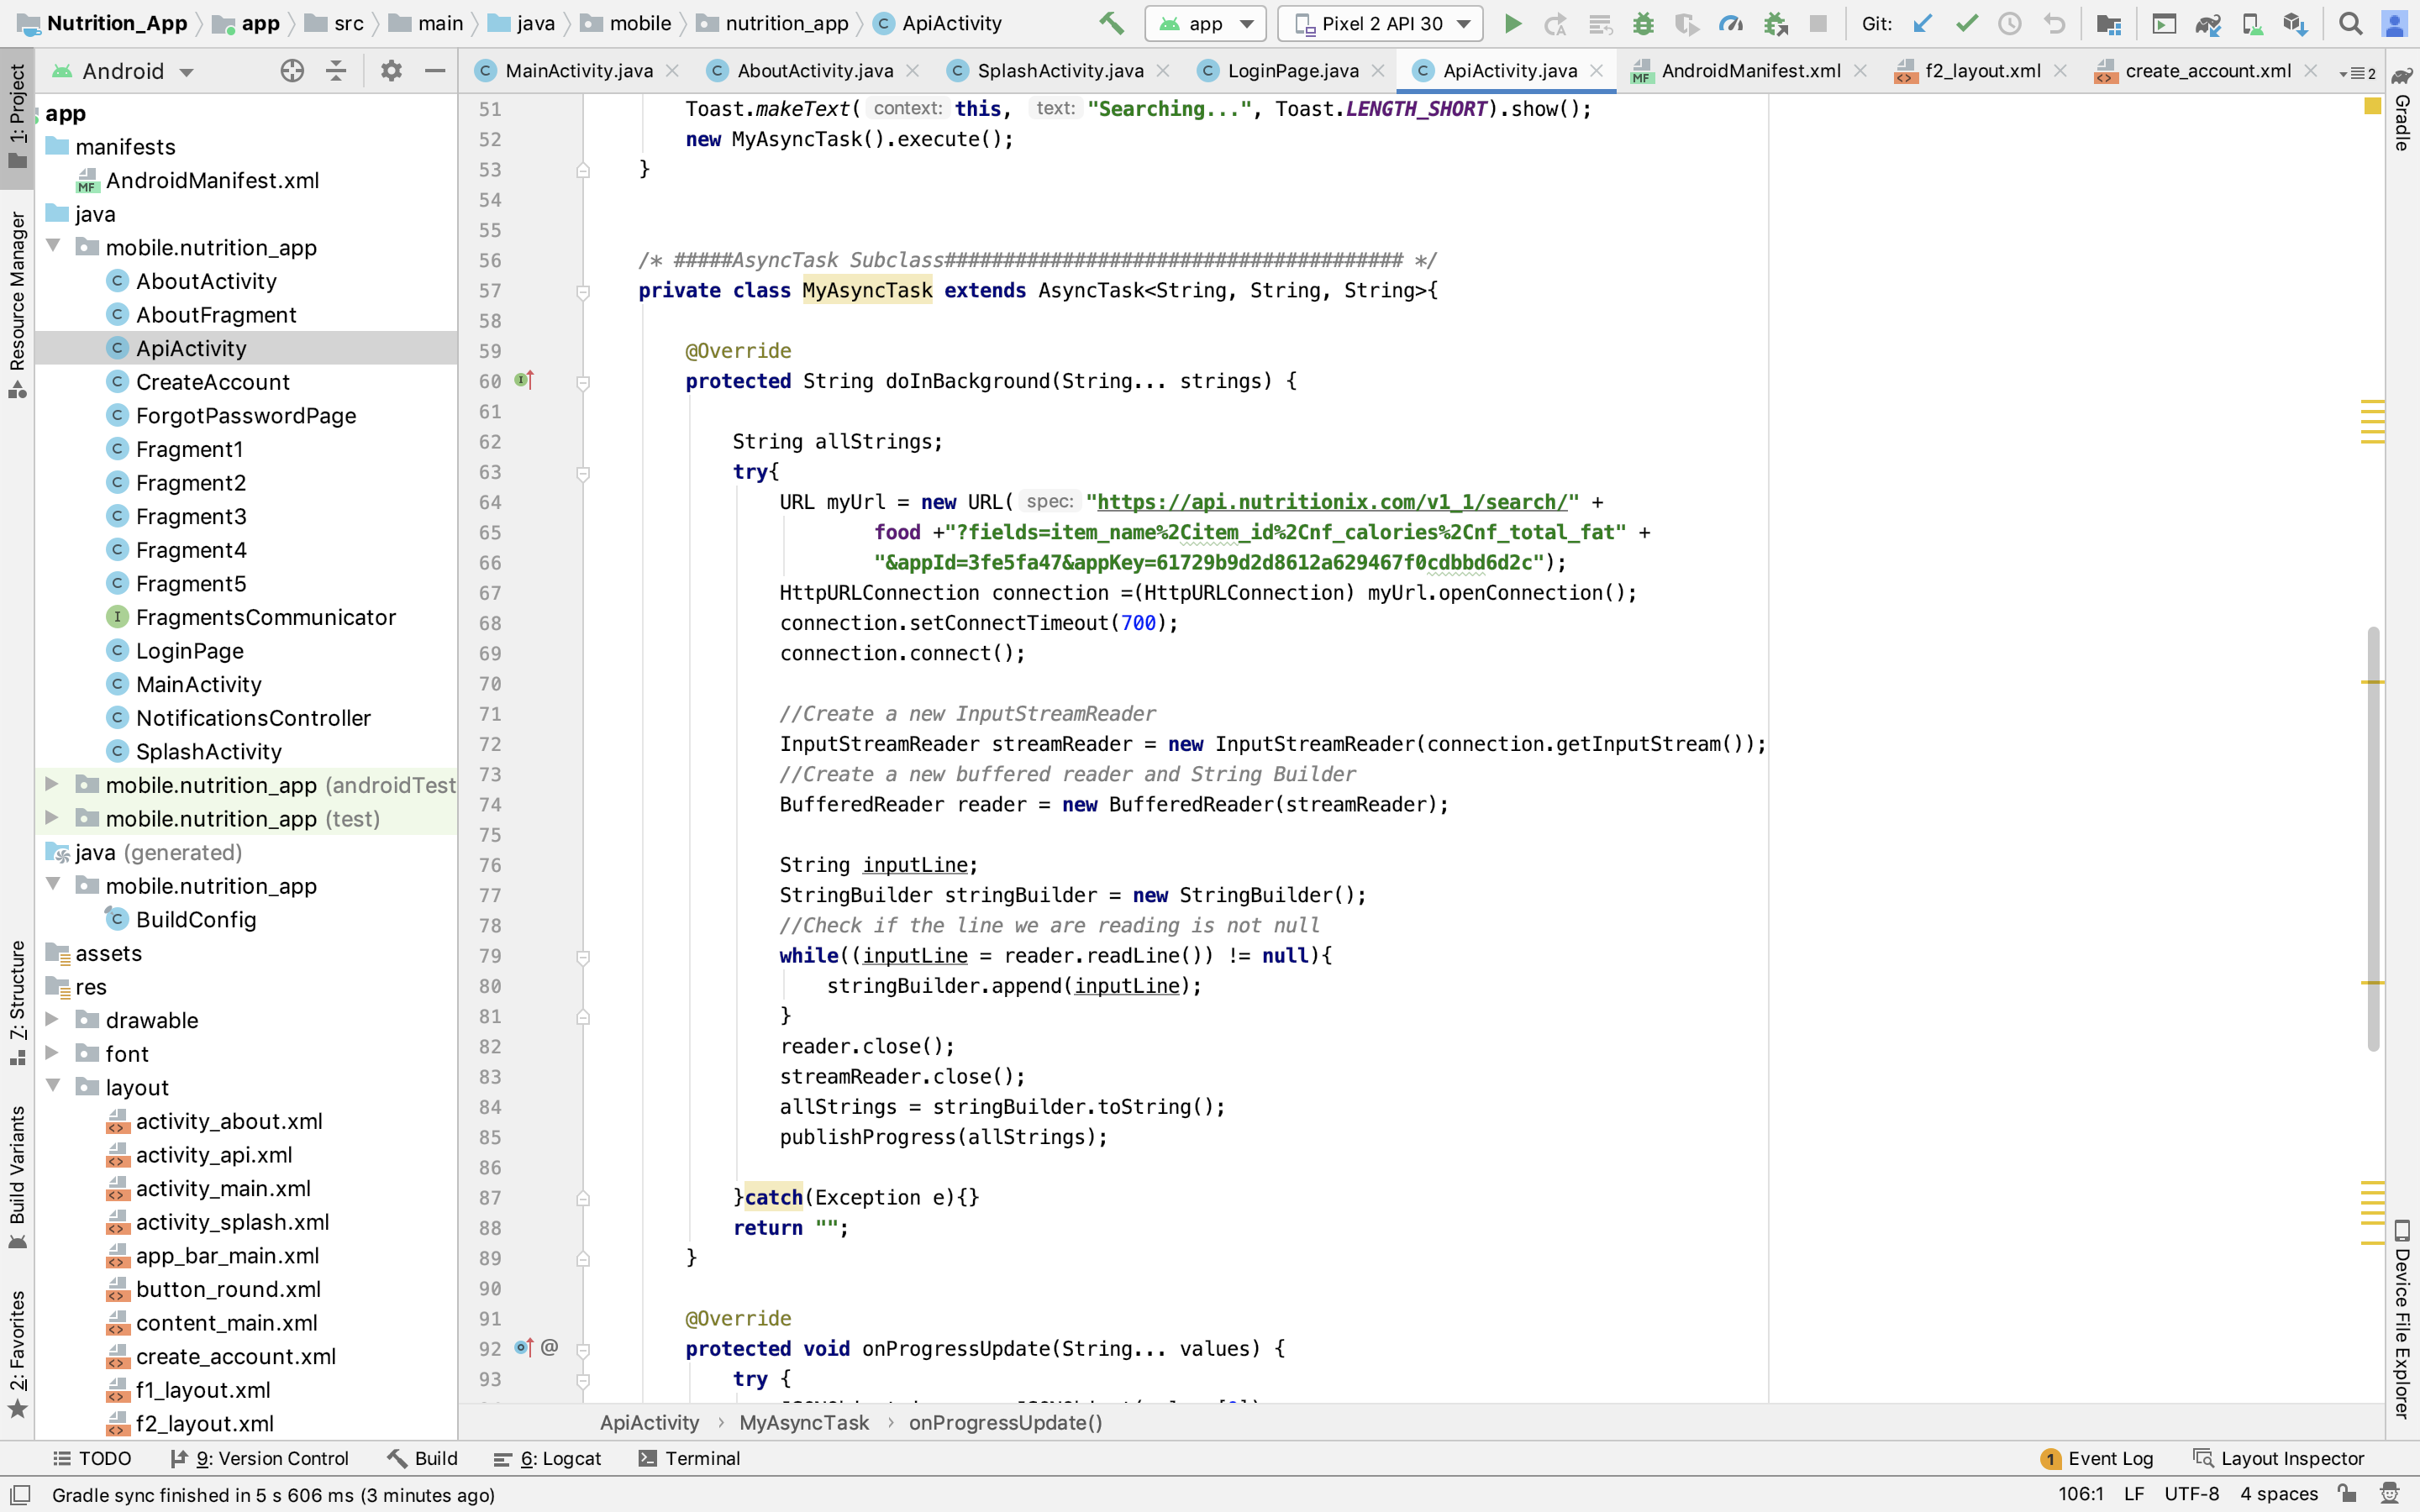 Nutrition_App app src main java mobile nutrition_app ApiActivity app Pixel 2 API 30 Git:
Android MainActivity.java AboutActivity.java SplashActivity.java LoginPage.java ApiActivity.java AndroidManifest.xml f2_layout.xml create_account.xml 2
1: Project
Resource Manager
Z: Structure
Build Variants
2: Favorites
app
manifests
AndroidManifest.xml
java
mobile.nutrition_app
AboutActivity
AboutFragment
ApiActivity
CreateAccount
ForgotPasswordPage
Fragment1
Fragment2
Fragment3
Fragment4
Fragment5
FragmentsCommunicator
LoginPage
MainActivity
NotificationsController
SplashActivity
mobile.nutrition_app (androidTest
mobile.nutrition_app (test)
java (generated)
mobile.nutrition_app
BuildConfig
assets
res
drawable
font
layout
activity_about.xml
activity_api.xml
activity_main.xml
activity_splash.xml
app_bar_main.xml
button_round.xml
content_main.xml
create_account.xml
f1_layout.xml
f2_layout.xml
51 Toast.makeText( context: this, text: "Searching...", Toast.LENGTH_SHORT).show();
52 new MyAsyncTask().execute();
53 }
54
55
56 /* #####AsyncTask Subclass####################################### */
57 private class MyAsyncTask extends AsyncTask<String, String, String>{
58
59 @Override
60 protected String doInBackground(String... strings) {
61
62 String allStrings;
63 try{
64 URL myUrl = new URL( spec: "https://api.nutritionix.com/v1_1/search/" +
65 food +"?fields=item_name%2Citem_id%2Cnf_calories%2Cnf_total_fat" +
66 "&appId=3fe5fa47&appKey=61729b9d2d8612a629467f0cdbbd6d2c");
67 HttpURLConnection connection =(HttpURLConnection) myUrl.openConnection();
68 connection.setConnectTimeout(700);
69 connection.connect();
70
71 //Create a new InputStreamReader
72 InputStreamReader streamReader = new InputStreamReader(connection.getInputStream());
73 //Create a new buffered reader and String Builder
74 BufferedReader reader = new BufferedReader(streamReader);
75
76 String inputLine;
77 StringBuilder stringBuilder = new StringBuilder();
78 //Check if the line we are reading is not null
79 while((inputLine = reader.readLine()) != null){
80 stringBuilder.append(inputLine);
81 }
82 reader.close();
83 streamReader.close();
84 allStrings = stringBuilder.toString();
85 publishProgress(allStrings);
86
87 }catch(Exception e){}
88 return "";
89 }
90
91 @Override
92 @ protected void onProgressUpdate(String... values) {
93 try {
ApiActivity MyAsyncTask onProgressUpdate()
Gradle
Device File Explorer
TODO 9: Version Control Build 6: Logcat Terminal 1 Event Log Layout Inspector
Gradle sync finished in 5 s 606 ms (3 minutes ago) 106:1 LF UTF-8 4 spaces